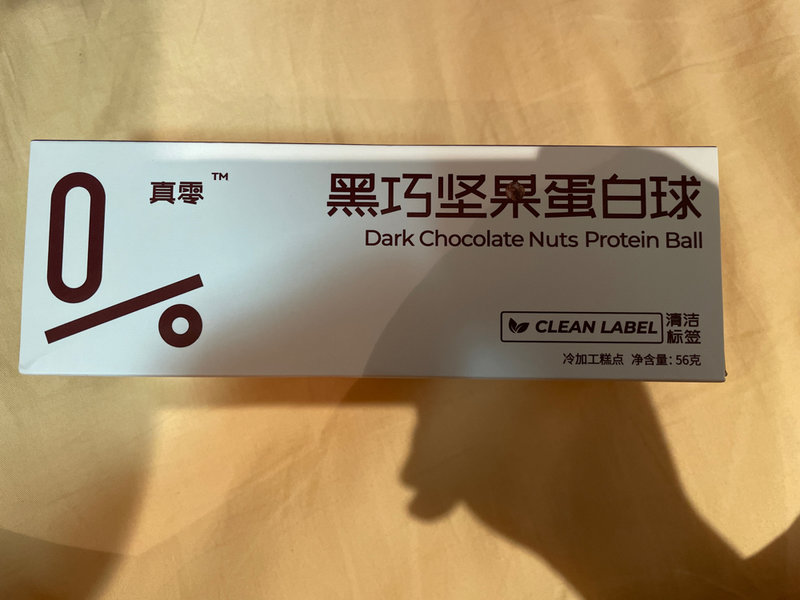 0%
真零™
黑巧坚果蛋白球
Dark Chocolate Nuts Protein Ball
CLEAN LABEL
清洁
标签
冷加工糕点 净含量：56克